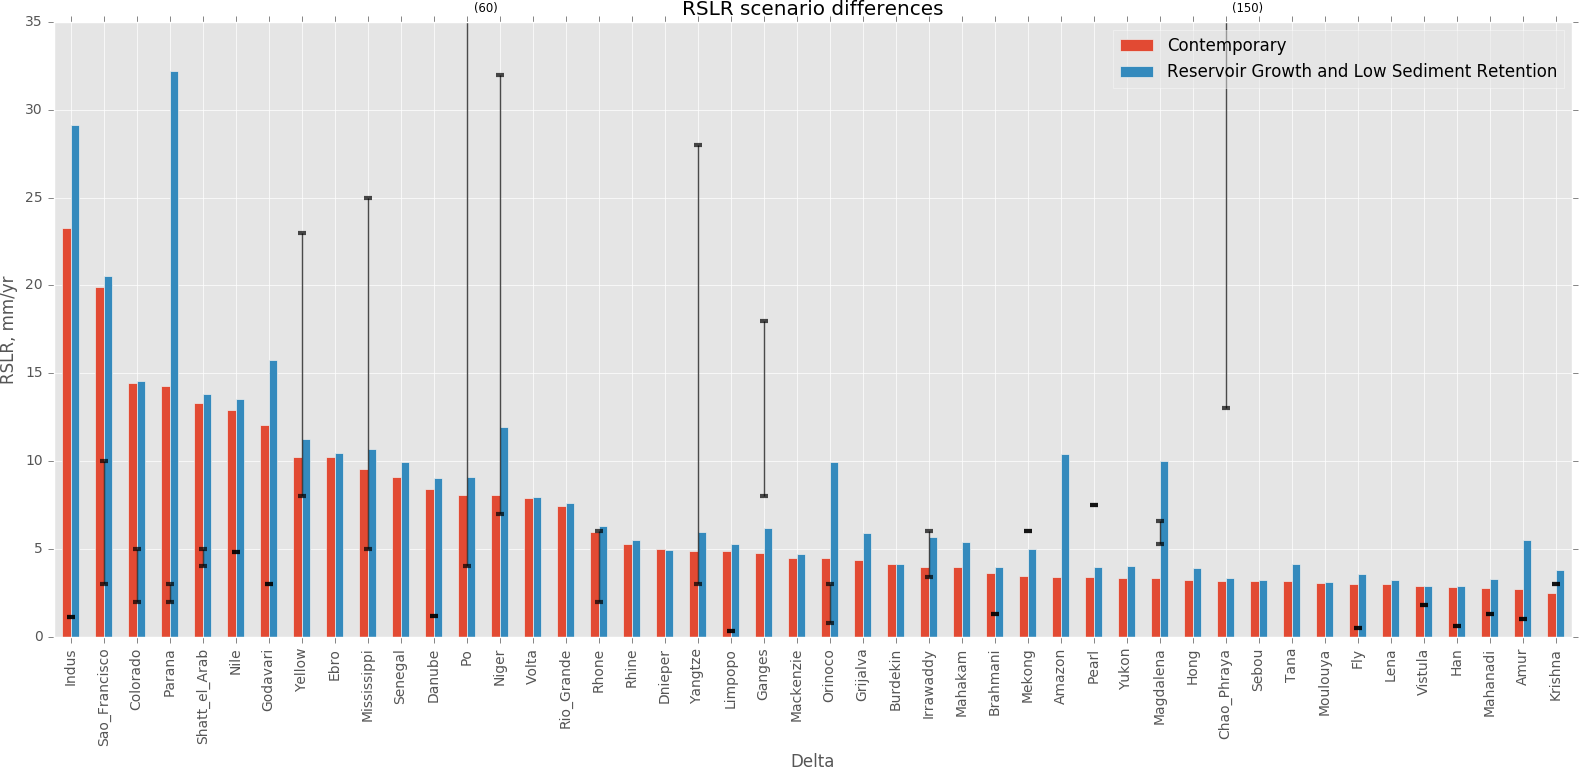 (60)
RSLR scenario differences
(150)
Contemporary
Reservoir Growth and Low Sediment Retention
RSLR, mm/yr
35
30
25
20
15
10
5
0
Indus
Sao_Francisco
Colorado
Parana
Shatt_el_Arab
Nile
Godavari
Yellow
Ebro
Mississippi
Senegal
Danube
Po
Niger
Volta
Rio_Grande
Rhone
Rhine
Dnieper
Yangtze
Limpopo
Ganges
Mackenzie
Orinoco
Grijalva
Burdekin
Irrawaddy
Mahakam
Brahmani
Mekong
Amazon
Pearl
Yukon
Magdalena
Hong
Chao_Phraya
Sebou
Tana
Moulouya
Fly
Lena
Vistula
Han
Mahanadi
Amur
Krishna
Delta